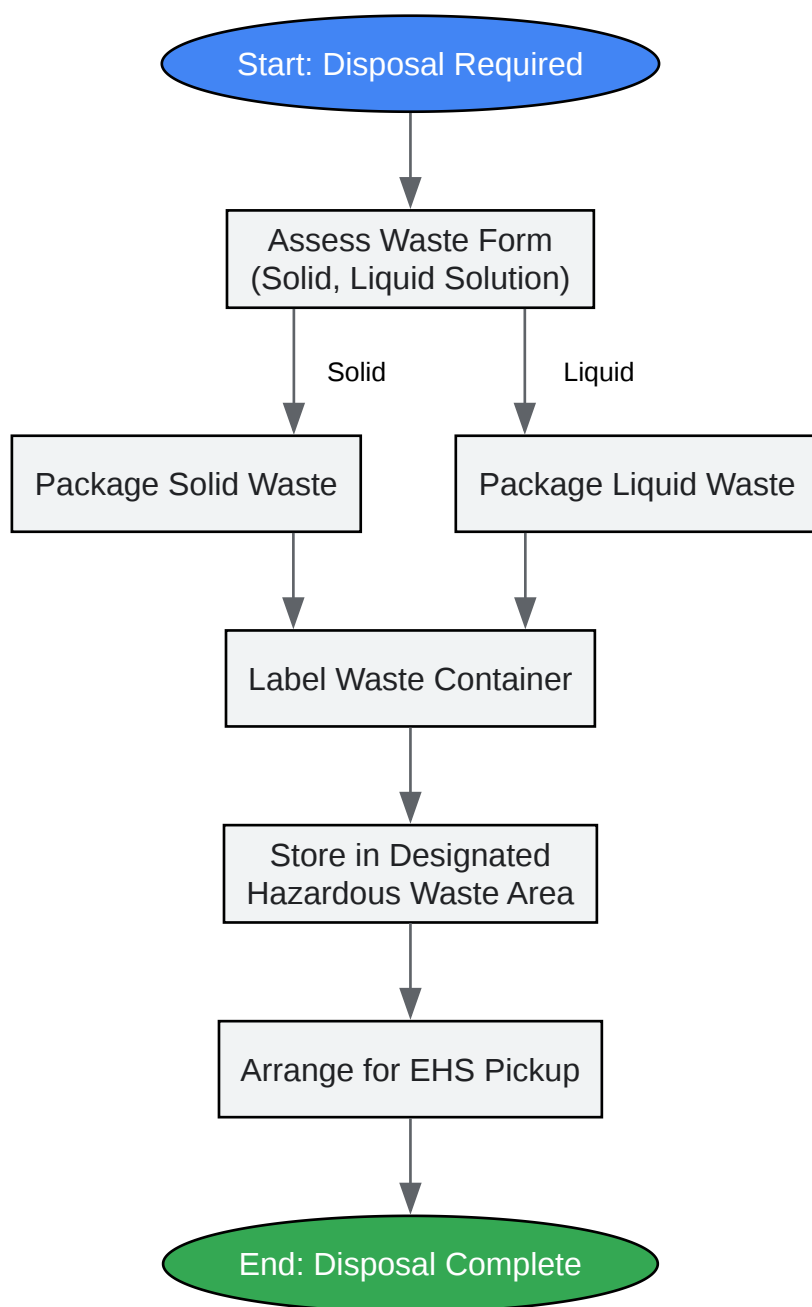 Start: Disposal Required
Assess Waste Form
(Solid, Liquid Solution)
Solid
Liquid
Package Solid Waste
Package Liquid Waste
Label Waste Container
Store in Designated
Hazardous Waste Area
Arrange for EHS Pickup
End: Disposal Complete